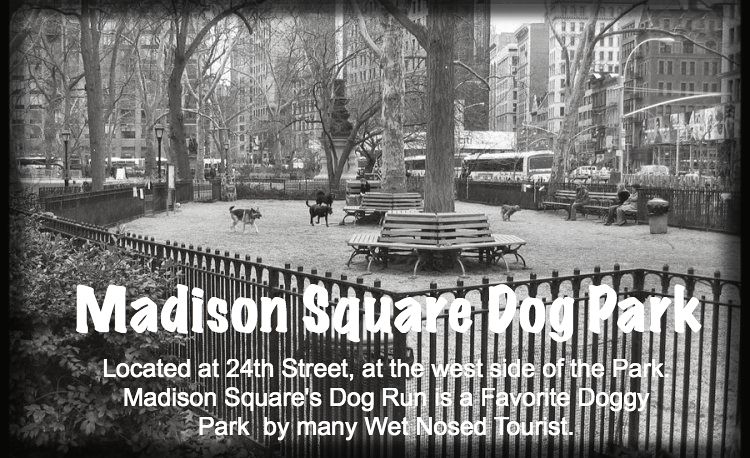 Madison Square Dog Park
Located at 24th Street, at the west side of the Park.
Madison Square's Dog Run is a Favorite Doggy
Park  by many Wet Nosed Tourist.